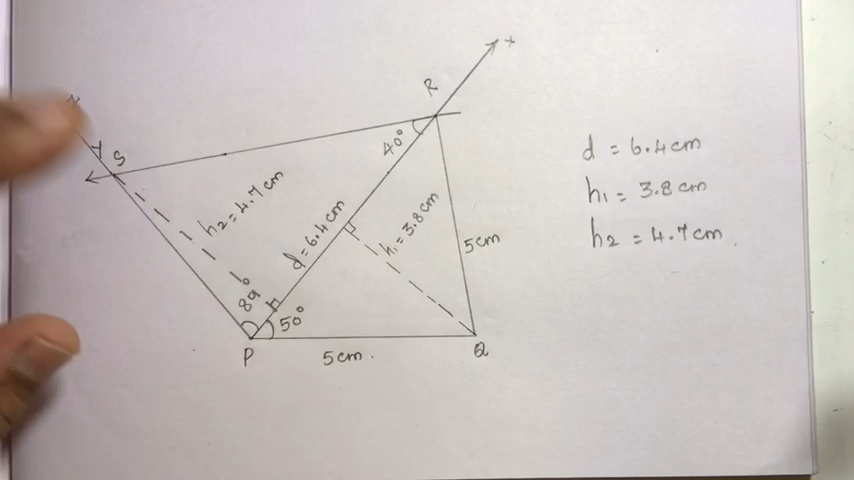 x
R
Y
S
40°
h₂ = 4.7 cm
d = 6.4 cm
h₁ = 3.8 cm
5cm
80°
50°
P
5cm.
Q
d = 6.4 cm
h₁ = 3.8 cm
h₂ = 4.7 cm.